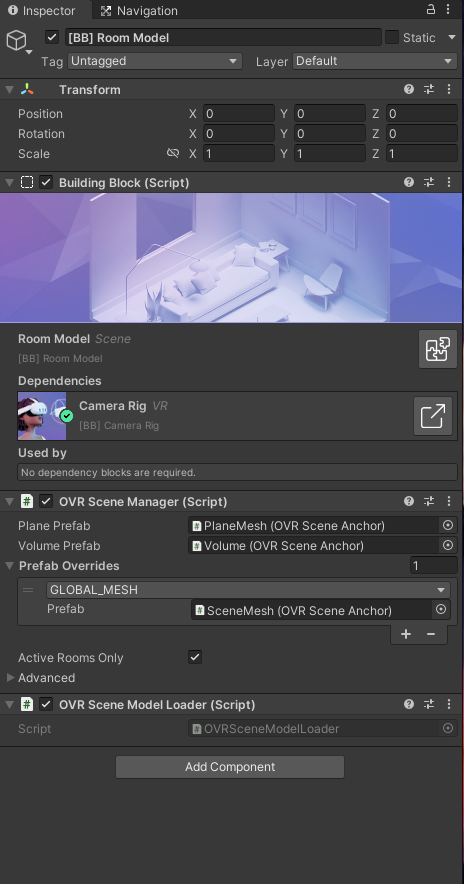 Inspector Navigation
[BB] Room Model Static
Tag Untagged Layer Default
Transform
Position X 0 Y 0 Z 0
Rotation X 0 Y 0 Z 0
Scale X 1 Y 1 Z 1
Building Block (Script)
Room Model Scene
[BB] Room Model
Dependencies
Camera Rig VR
[BB] Camera Rig
Used by
No dependency blocks are required.
OVR Scene Manager (Script)
Plane Prefab PlaneMesh (OVR Scene Anchor)
Volume Prefab Volume (OVR Scene Anchor)
Prefab Overrides 1
GLOBAL_MESH
Prefab SceneMesh (OVR Scene Anchor)
Active Rooms Only
Advanced
OVR Scene Model Loader (Script)
Script OVRSceneModelLoader
Add Component